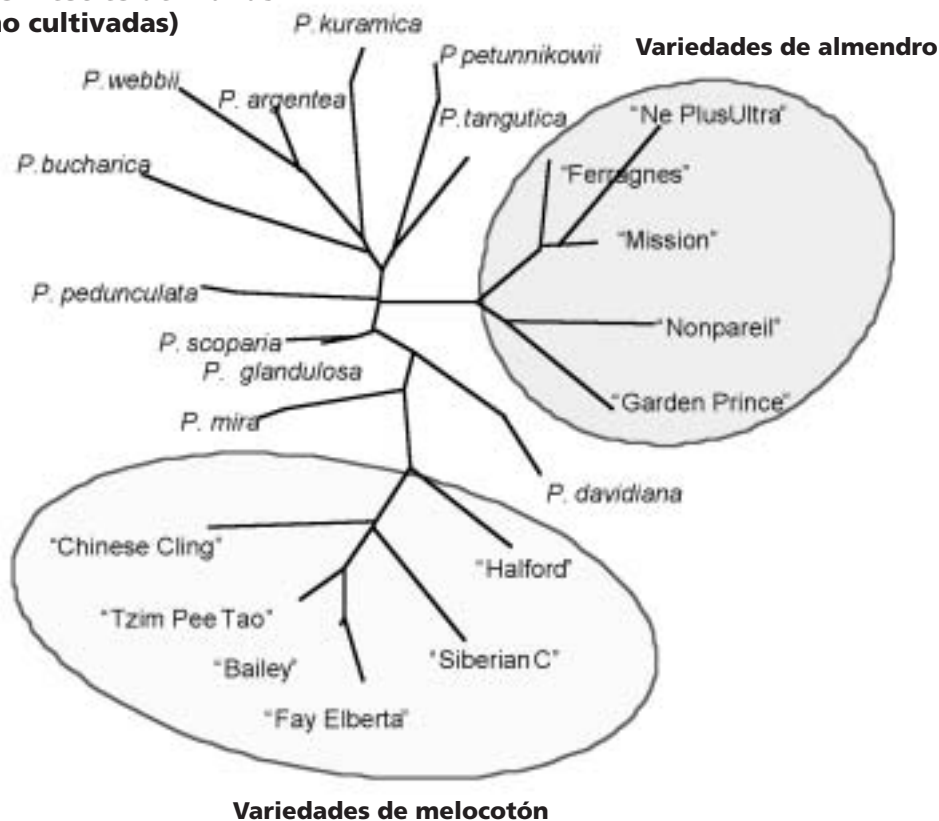 no cultivadas)
P. kuramica
P petunnikowii
Variedades de almendro
P. webbii
P. argentea
P. tangutica
"Ne PlusUltra"
P. bucharica
"Ferragnes"
"Mission"
P. pedunculata
P. scoparia
"Nonpareil"
P. glandulosa
"Garden Prince"
P. mira
P. davidiana
"Chinese Cling"
"Halford"
"Tzim Pee Tao"
"Bailey"
"Siberian C"
"Fay Elberta"
Variedades de melocotón